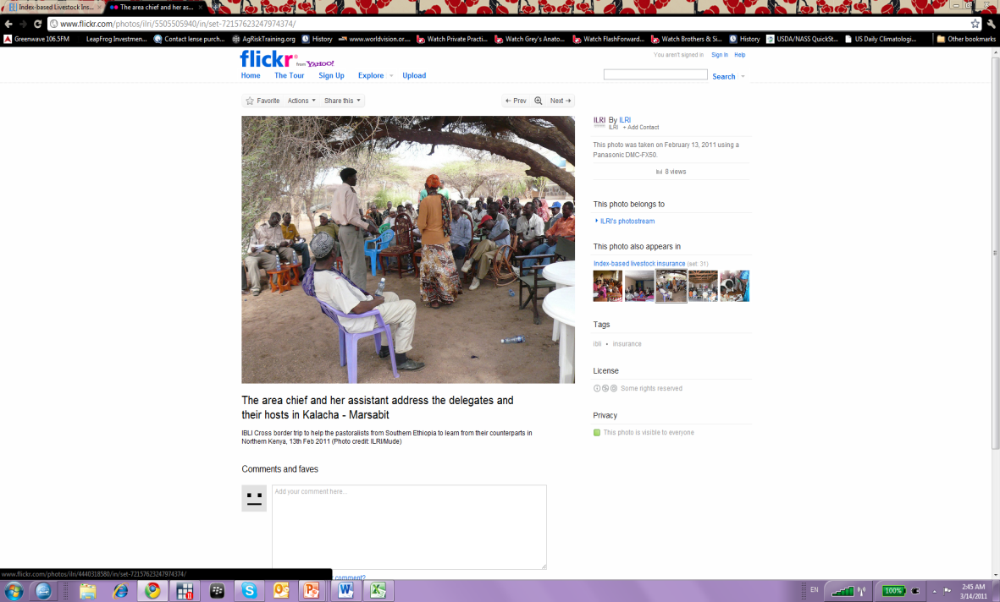 Index-based Livestock Ins...
The area chief and her as...
www.flickr.com/photos/ilri/5505505940/in/set-72157623247974374/
Greenwave 106.5FM
LeapFrog Investmen...
Contact lense purch...
AgRiskTraining.org
History
www.worldvision.or....
Watch Private Practi...
Watch Grey's Anato...
Watch FlashForward...
Watch Brothers & Si...
History
USDA/NASS QuickSt...
US Daily Climatologi...
Other bookmarks
flickr from YAHOO!
You aren't signed in Sign In Help
Home The Tour Sign Up Explore Upload
Search
Favorite Actions Share this
← Prev Next →
ILRI By ILRI
ILRI + Add Contact
This photo was taken on February 13, 2011 using a
Panasonic DMC-FX50.
8 views
This photo belongs to
ILRI's photostream
This photo also appears in
Index-based livestock insurance (set: 31)
Tags
ibli • insurance
License
Some rights reserved
Privacy
This photo is visible to everyone
The area chief and her assistant address the delegates and
their hosts in Kalacha - Marsabit
IBLI Cross border trip to help the pastoralists from Southern Ethiopia to learn from their counterparts in
Northern Kenya, 13th Feb 2011 (Photo credit: ILRI/Mude)
Comments and faves
Add your comment here...
comment?
www.flickr.com/photos/ilri/4440318580/in/set-72157623247974374/
EN
100%
2:45 AM
3/14/2011